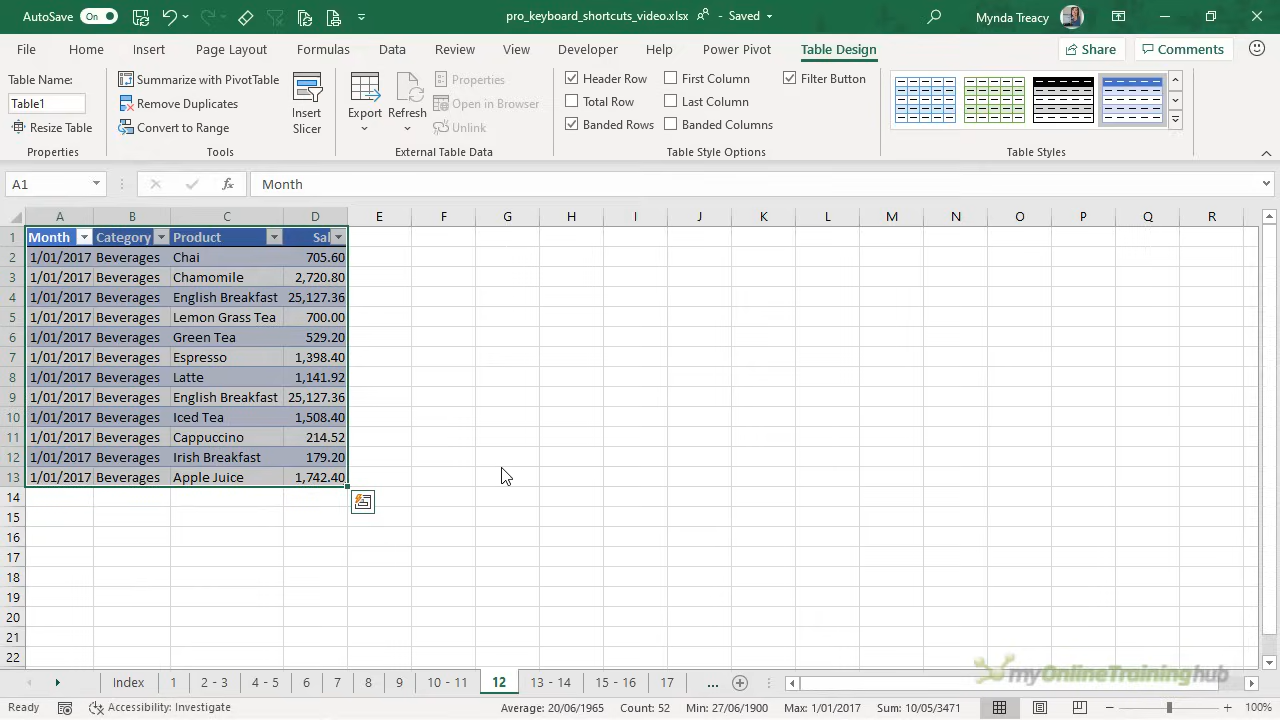 AutoSave On pro_keyboard_shortcuts_video.xlsx - Saved Mynda Treacy
File Home Insert Page Layout Formulas Data Review View Developer Help Power Pivot Table Design Share Comments
Table Name:
Table1
Resize Table
Properties
Summarize with PivotTable
Remove Duplicates
Convert to Range
Tools
Insert
Slicer
Export
Refresh
Properties
Open in Browser
Unlink
External Table Data
Header Row First Column Filter Button
Total Row Last Column
Banded Rows Banded Columns
Table Style Options
Table Styles
A1 fx Month
A B C D E F G H I J K L M N O P Q R
1 Month Category Product Sal
2 1/01/2017 Beverages Chai 705.60
3 1/01/2017 Beverages Chamomile 2,720.80
4 1/01/2017 Beverages English Breakfast 25,127.36
5 1/01/2017 Beverages Lemon Grass Tea 700.00
6 1/01/2017 Beverages Green Tea 529.20
7 1/01/2017 Beverages Espresso 1,398.40
8 1/01/2017 Beverages Latte 1,141.92
9 1/01/2017 Beverages English Breakfast 25,127.36
10 1/01/2017 Beverages Iced Tea 1,508.40
11 1/01/2017 Beverages Cappuccino 214.52
12 1/01/2017 Beverages Irish Breakfast 179.20
13 1/01/2017 Beverages Apple Juice 1,742.40
14
15
16
17
18
19
20
21
22
myOnlineTraininghub
Index 1 2 - 3 4 - 5 6 7 8 9 10 - 11 12 13 - 14 15 - 16 17 ...
Ready Accessibility: Investigate Average: 20/06/1965 Count: 52 Min: 27/06/1900 Max: 1/01/2017 Sum: 10/05/3471 100%